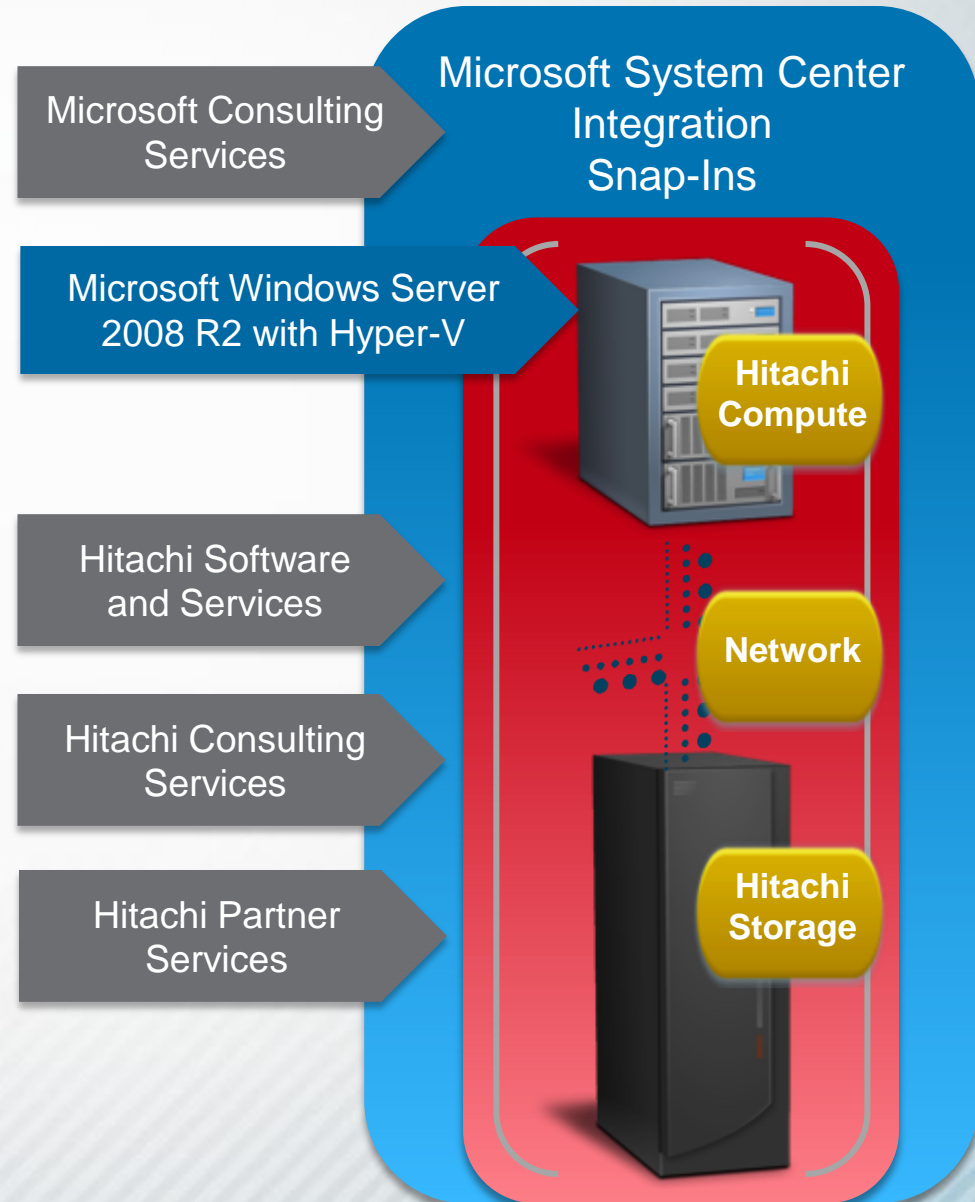 Microsoft System Center
Integration
Snap-Ins
Microsoft Consulting
Services
Microsoft Windows Server
2008 R2 with Hyper-V
Hitachi
Compute
Hitachi Software
and Services
Network
Hitachi Consulting
Services
Hitachi Partner
Services
Hitachi
Storage